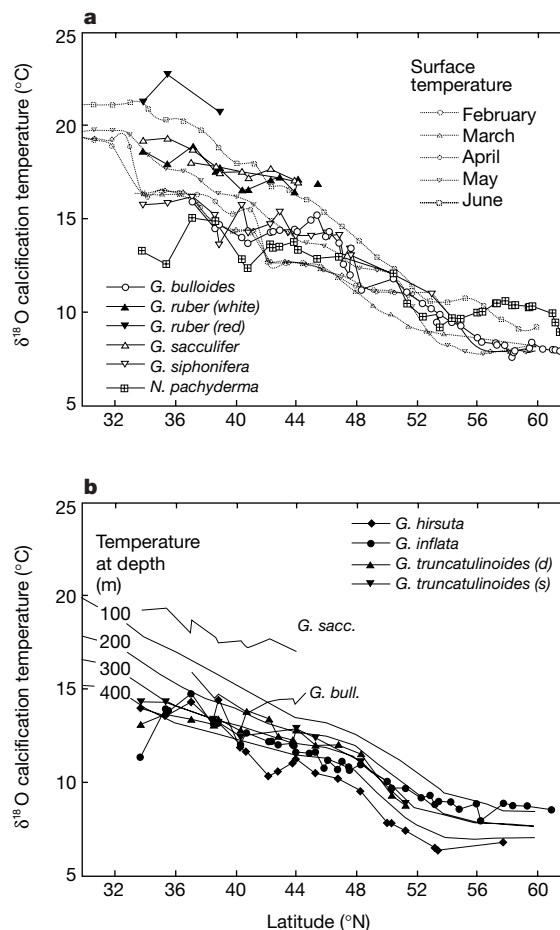 a
25
20
15
10
5
δ¹⁸O calcification temperature (°C)
Surface
temperature
February
March
April
May
June
G. bulloides
G. ruber (white)
G. ruber (red)
G. sacculifer
G. siphonifera
N. pachyderma
32 36 40 44 48 52 56 60
b
25
20
15
10
5
δ¹⁸O calcification temperature (°C)
Temperature
at depth
(m)
100
200
300
400
G. sacc.
G. bull.
G. hirsuta
G. inflata
G. truncatulinoides (d)
G. truncatulinoides (s)
32 36 40 44 48 52 56 60
Latitude (°N)